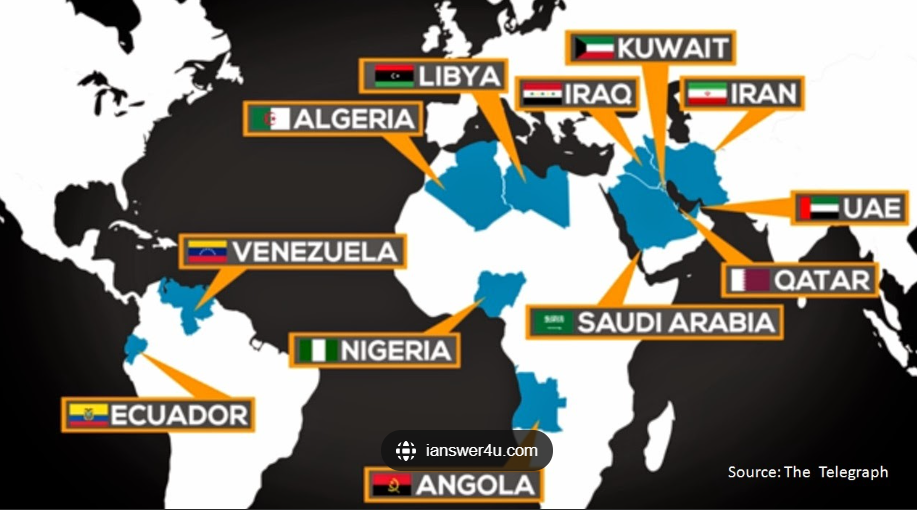 KUWAIT
LIBYA
IRAQ
IRAN
ALGERIA
UAE
VENEZUELA
QATAR
SAUDI ARABIA
NIGERIA
ECUADOR
ianswer4u.com
Source: The Telegraph
ANGOLA